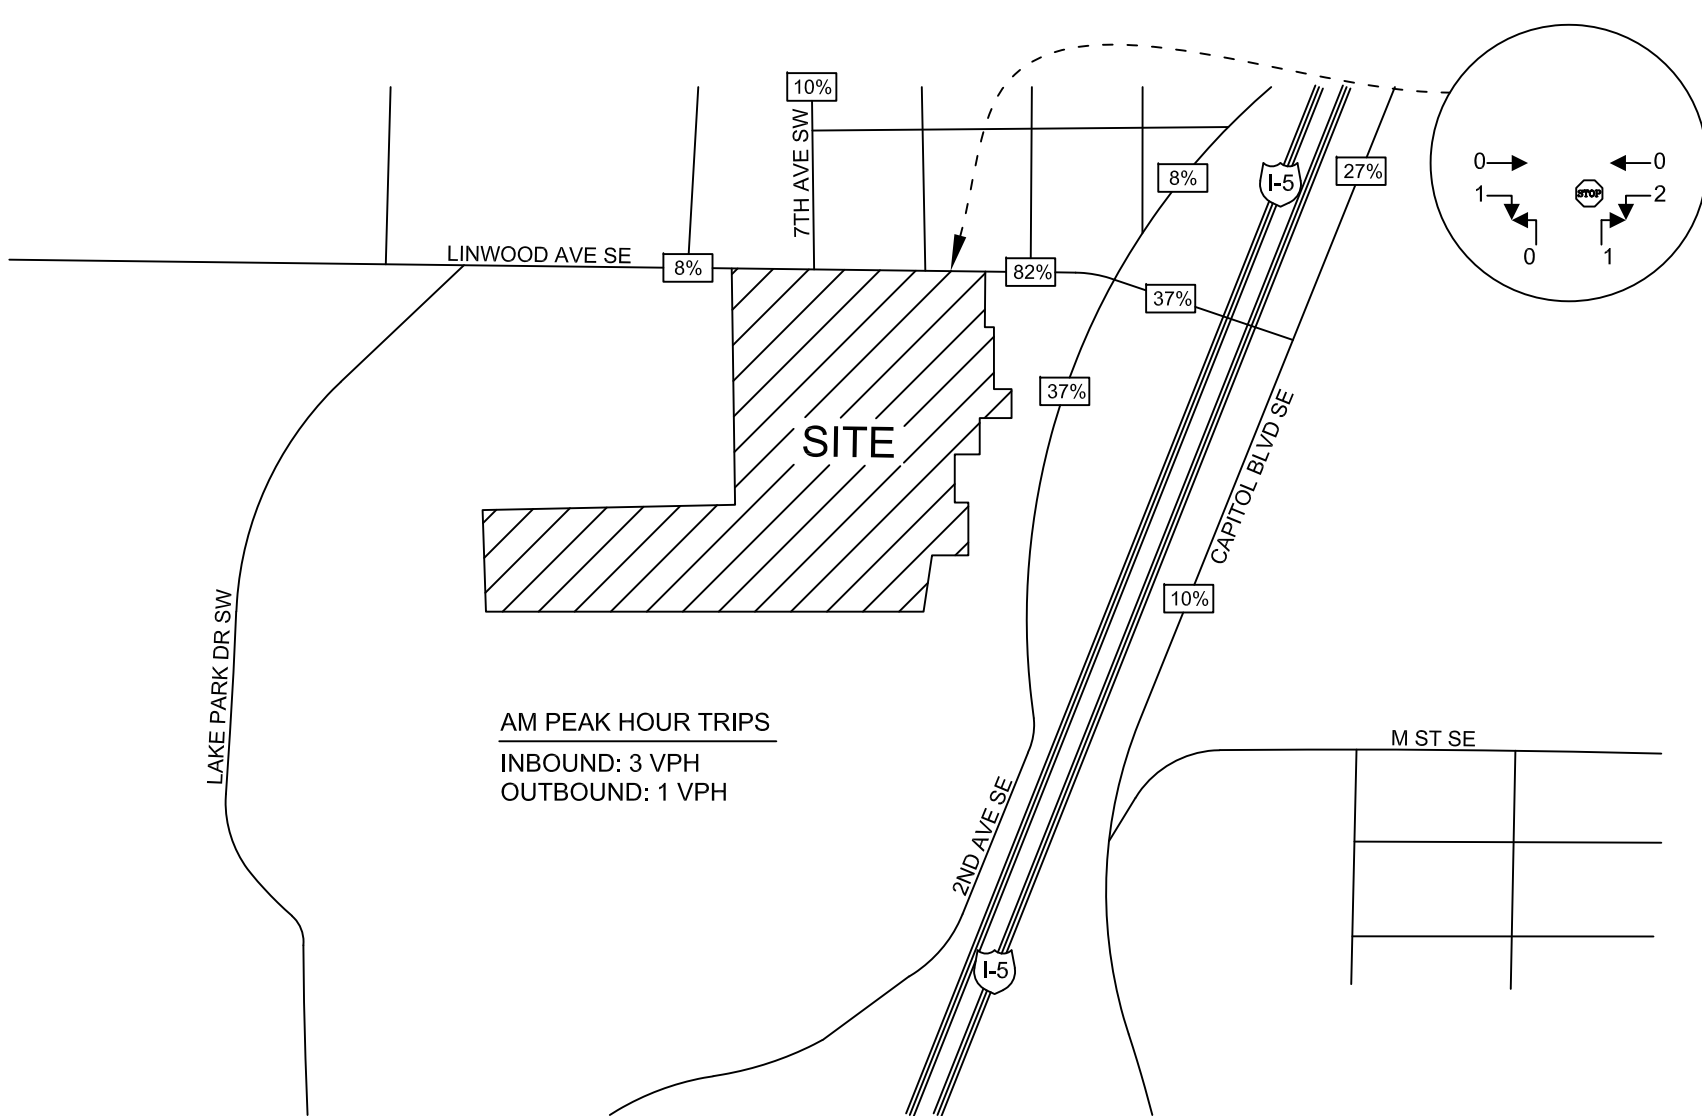 10%
7TH AVE SW
8%
I-5
27%
0
0
1
STOP
2
0
1
LINWOOD AVE SE
8%
82%
37%
37%
SITE
CAPITOL BLVD SE
10%
LAKE PARK DR SW
AM PEAK HOUR TRIPS
INBOUND: 3 VPH
OUTBOUND: 1 VPH
M ST SE
2ND AVE SE
I-5